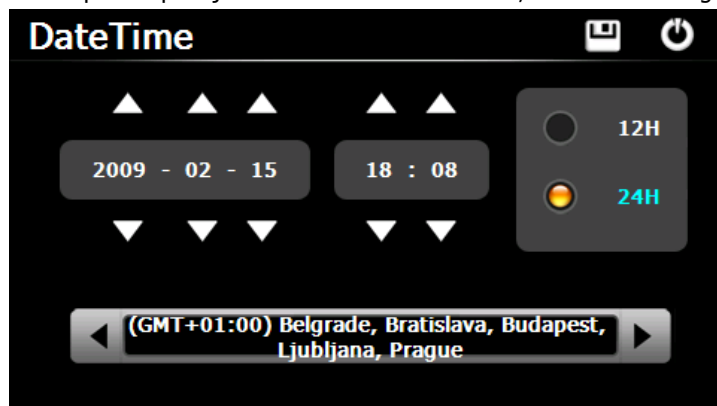 DateTime
2009 - 02 - 15
18 : 08
12H
24H
(GMT+01:00) Belgrade, Bratislava, Budapest,
Ljubljana, Prague